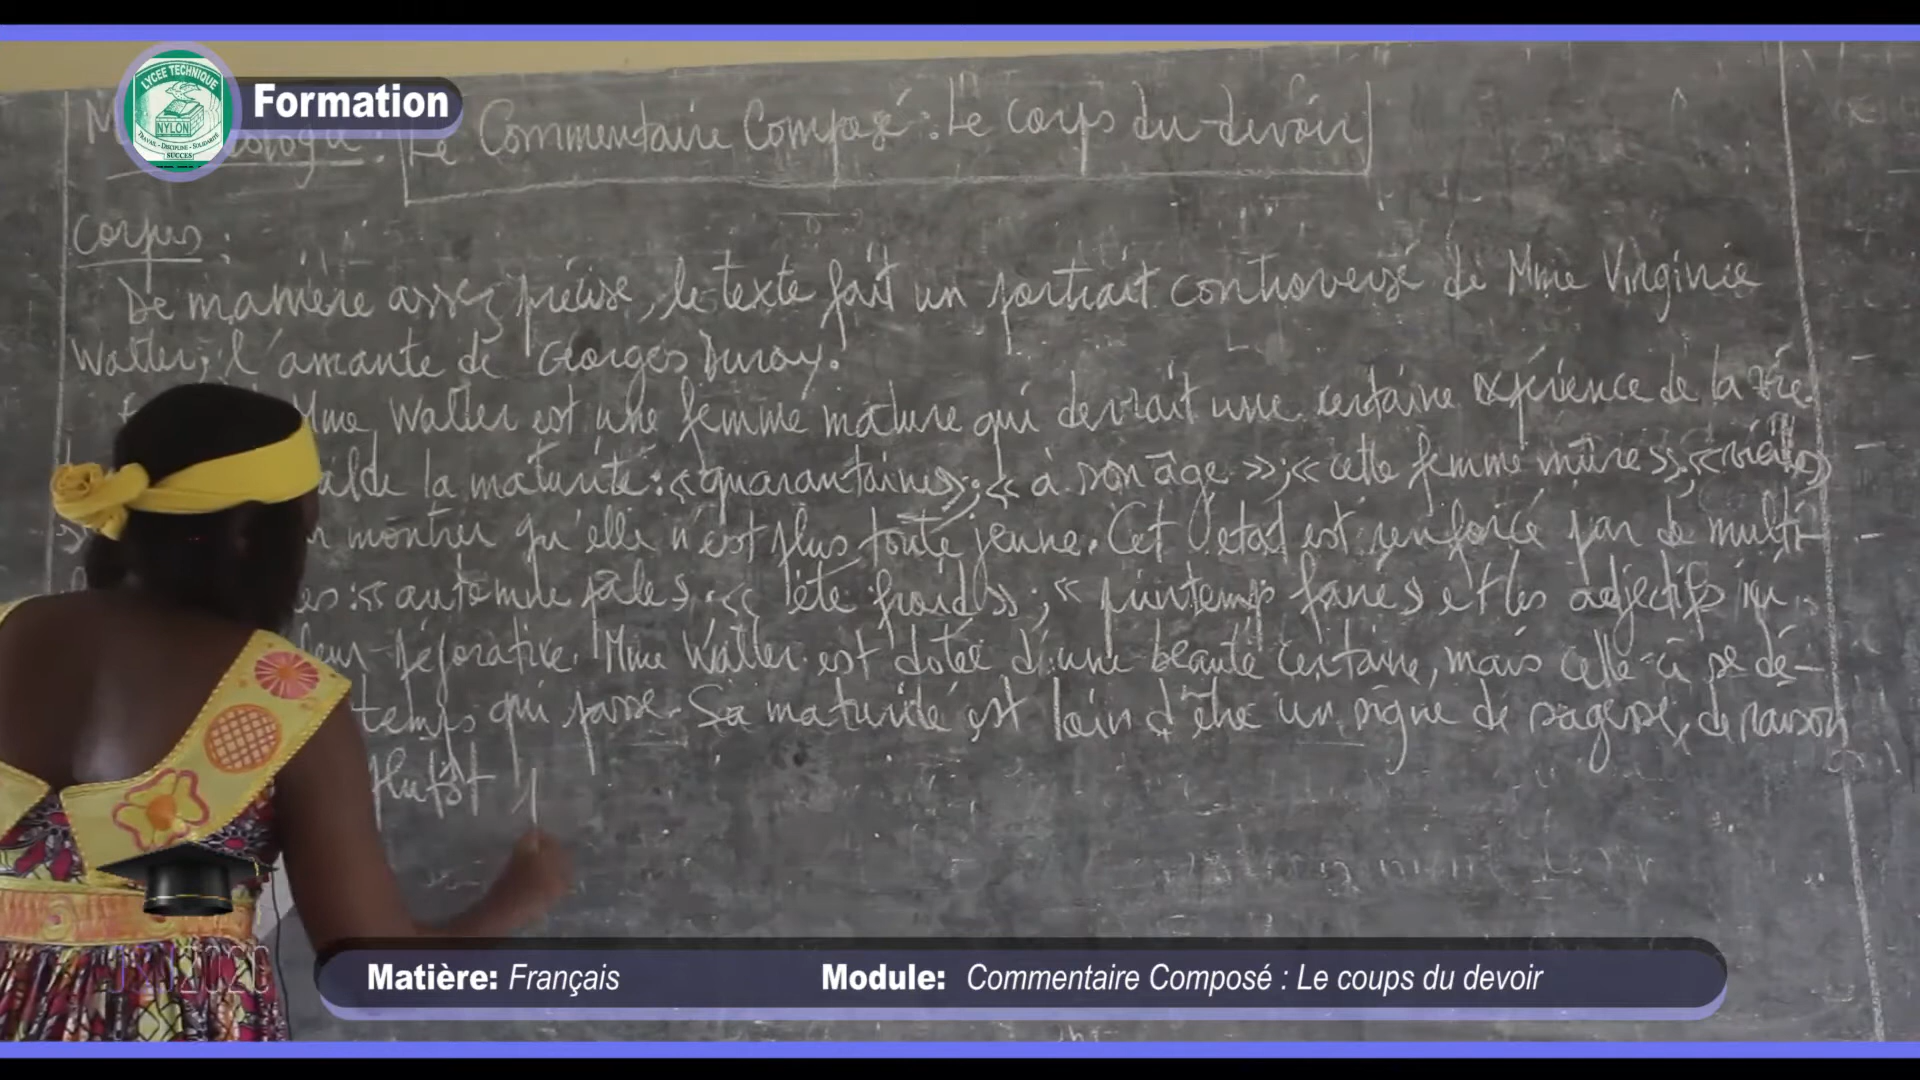 LYCEE TECHNIQUE
NYLON
TRAVAIL - DISCIPLINE - SOLIDARITE
SUCCES
Formation
Le Commentaire Composé : Le corps du devoir
Corpus :
De manière assez précise, le texte fait un portrait controversé de Mme Virginie
Walter, l'amante de Georges Duroy.
Mme Walter est une femme mature qui devrait une certaine expérience de la vie.
la maturité : « quarantaine » ; « à son âge » ; « cette femme mûre » ;
montrer qu'elle n'est plus toute jeune. Cet état est renforcé par de multi-
« automne pâle » « été froid » ; « printemps fané » et les adjectifs
péjorative. Mme Walter est dotée d'une beauté certaine, mais celle-ci se dé-
temps qui passe. Sa maturité est loin d'être un signe de sagesse, de raison
plutôt
2020
Matière: Français
Module: Commentaire Composé : Le coups du devoir